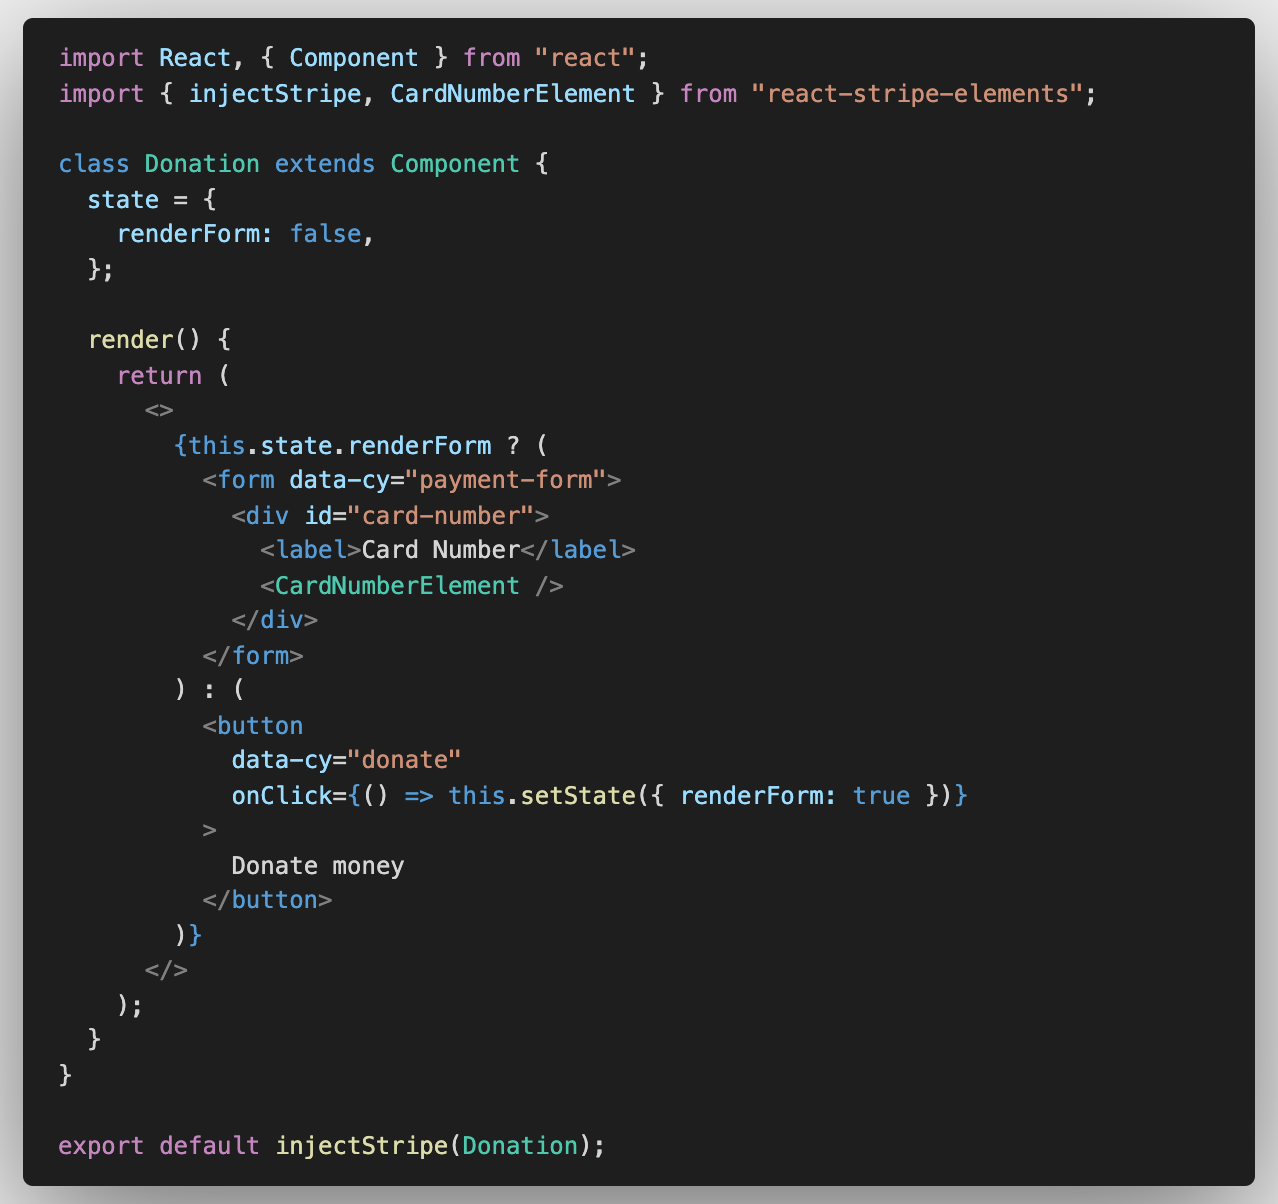 import React, { Component } from "react";
import { injectStripe, CardNumberElement } from "react-stripe-elements";

class Donation extends Component {
  state = {
    renderForm: false,
  };

  render() {
    return (
      <>
        {this.state.renderForm ? (
          <form data-cy="payment-form">
            <div id="card-number">
              <label>Card Number</label>
              <CardNumberElement />
            </div>
          </form>
        ) : (
          <button
            data-cy="donate"
            onClick={() => this.setState({ renderForm: true })}
          >
            Donate money
          </button>
        )}
      </>
    );
  }
}

export default injectStripe(Donation);